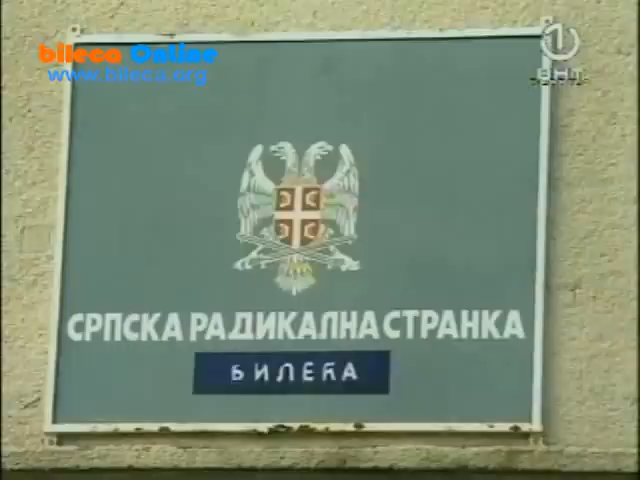 bileca Online
www.bileca.org
1
BHT
СРПСКА РАДИКАЛНА СТРАНКА
БИЛЕЋА